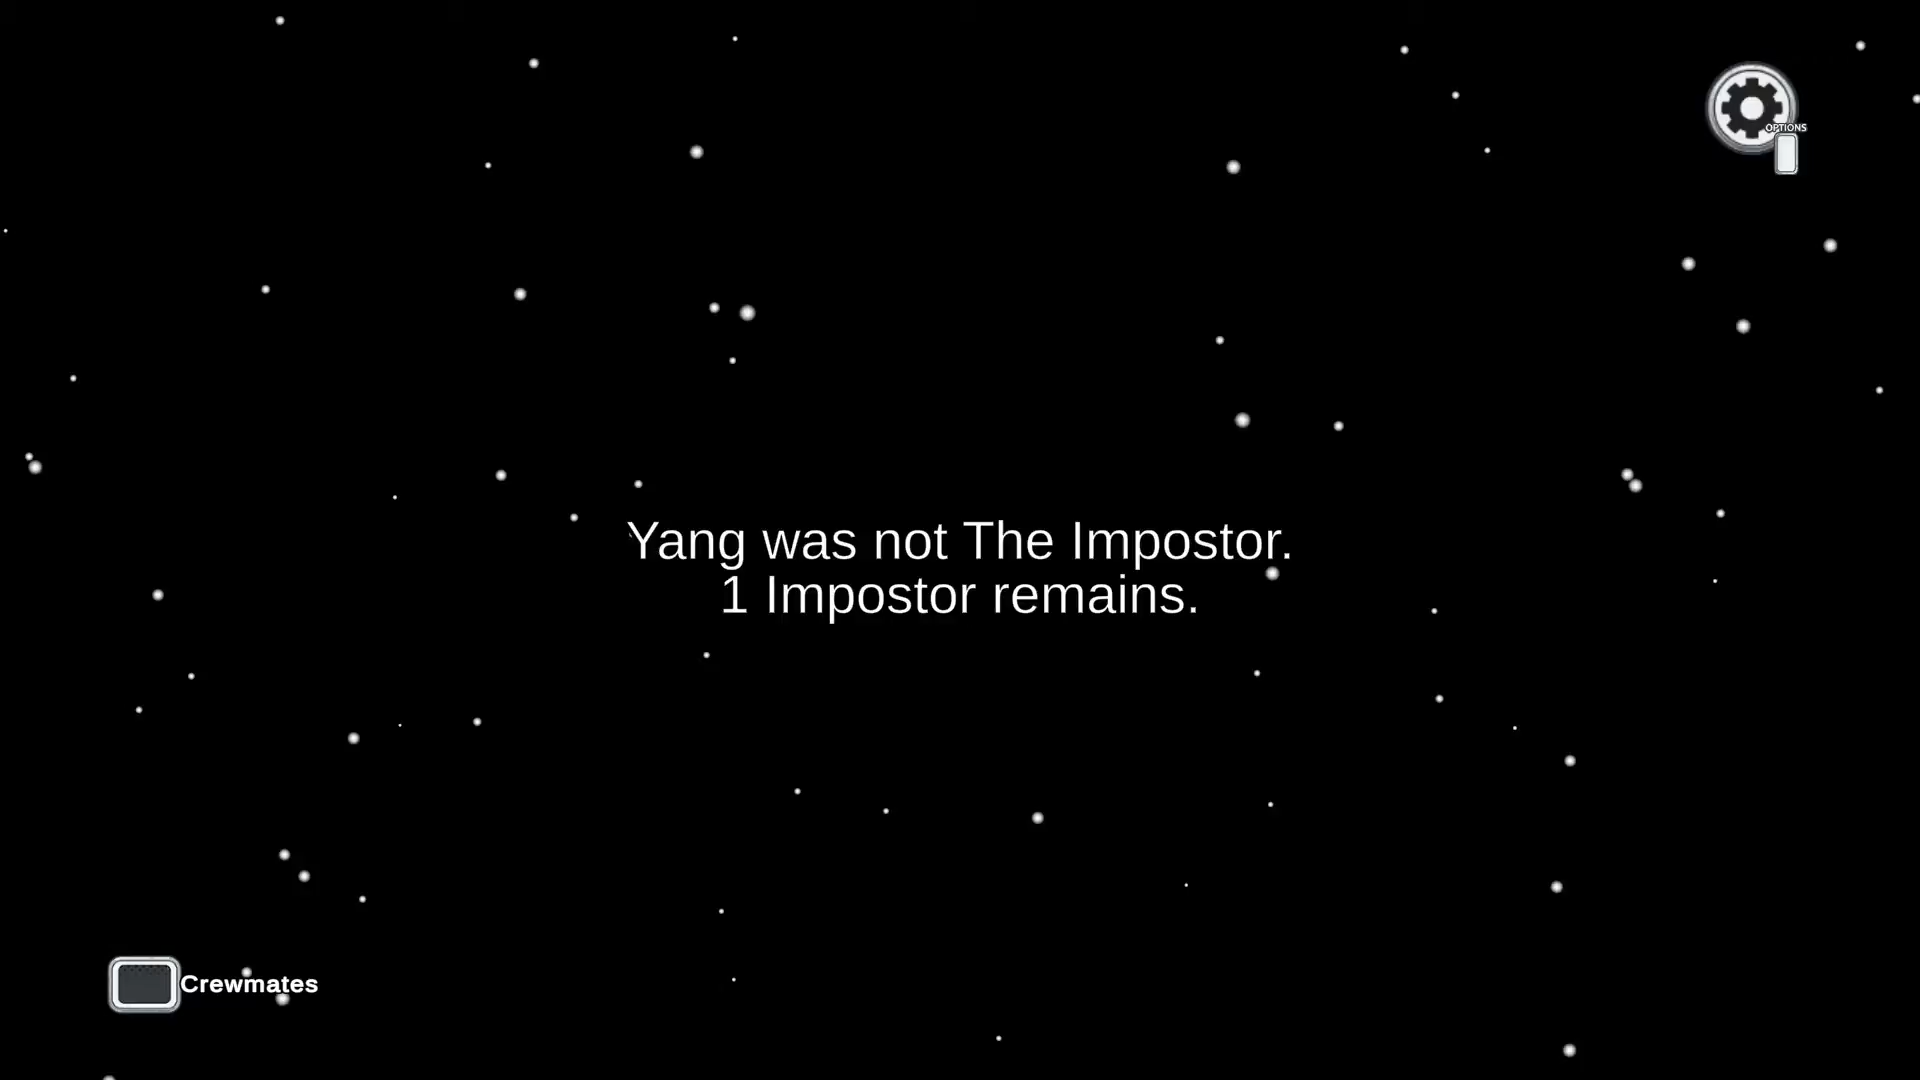 OPTIONS
Yang was not The Impostor.
1 Impostor remains.
Crewmates